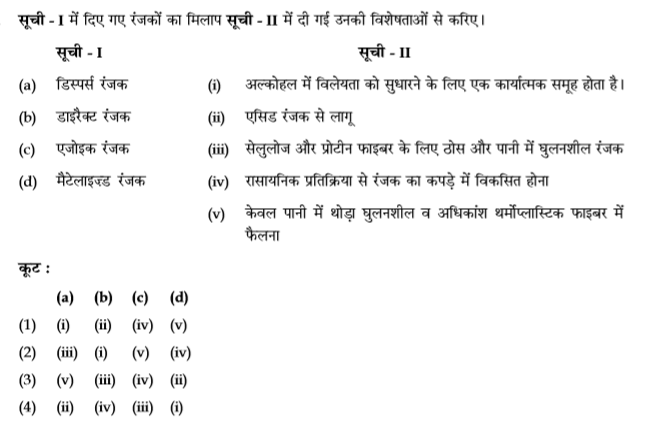 सूची - I में दिए गए रंजकों का मिलाप सूची - II में दी गई उनकी विशेषताओं से करिए।
सूची - I सूची - II
(a) डिस्पर्स रंजक (i) अल्कोहल में विलेयता को सुधारने के लिए एक कार्यात्मक समूह होता है।
(b) डाइरैक्ट रंजक (ii) एसिड रंजक से लागू
(c) एजोइक रंजक (iii) सेलुलोज और प्रोटीन फाइबर के लिए ठोस और पानी में घुलनशील रंजक
(d) मैटेलाइज्ड रंजक (iv) रासायनिक प्रतिक्रिया से रंजक का कपड़े में विकसित होना
(v) केवल पानी में थोड़ा घुलनशील व अधिकांश थर्मोप्लास्टिक फाइबर में
फैलना
कूट :
(a) (b) (c) (d)
(1) (i) (ii) (iv) (v)
(2) (iii) (i) (v) (iv)
(3) (v) (iii) (iv) (ii)
(4) (ii) (iv) (iii) (i)